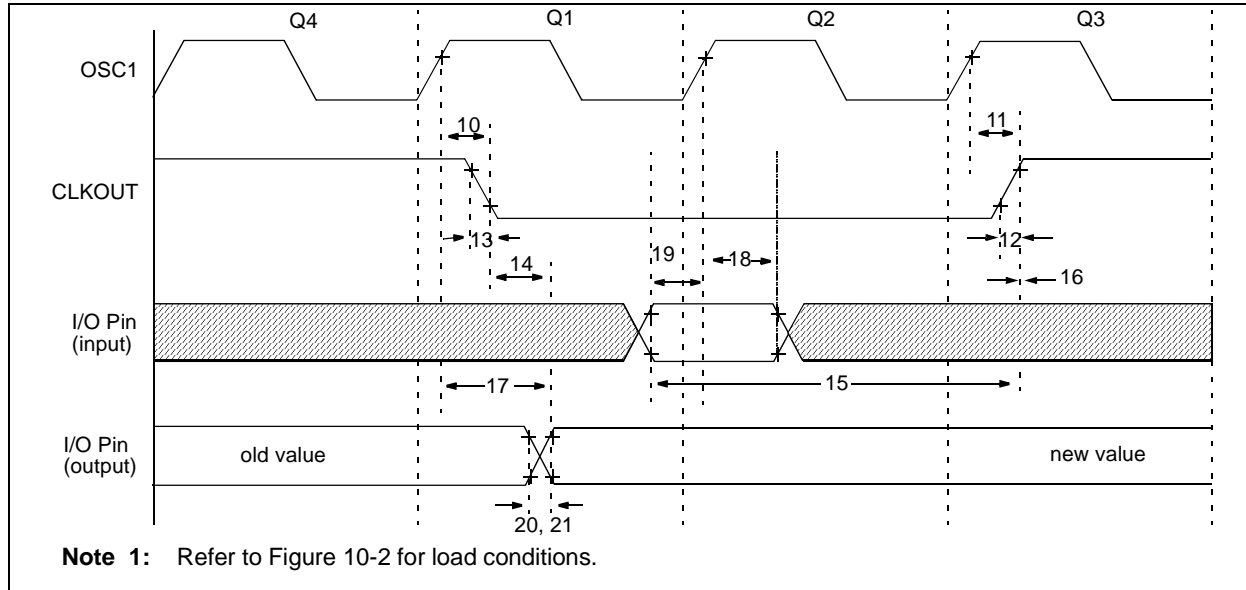 Q4 Q1 Q2 Q3
OSC1
10
11
CLKOUT
13
12
14
19
18
16
I/O Pin
(input)
17
15
I/O Pin
(output)
old value
new value
20, 21
Note 1: Refer to Figure 10-2 for load conditions.